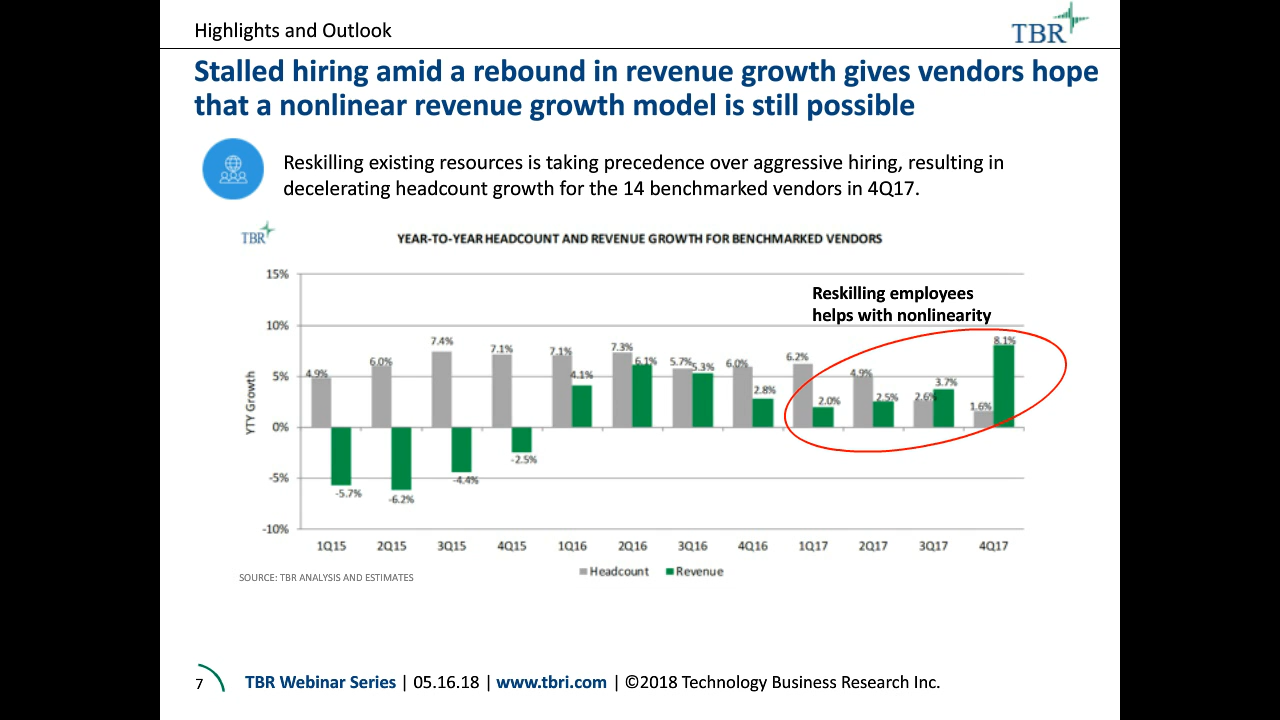 Highlights and Outlook
TBR
Stalled hiring amid a rebound in revenue growth gives vendors hope
that a nonlinear revenue growth model is still possible
Reskilling existing resources is taking precedence over aggressive hiring, resulting in
decelerating headcount growth for the 14 benchmarked vendors in 4Q17.
TBR
YEAR-TO-YEAR HEADCOUNT AND REVENUE GROWTH FOR BENCHMARKED VENDORS
Reskilling employees
helps with nonlinearity
YTY Growth
15%
10%
5%
0%
-5%
-10%
4.9% 6.0% 7.4% 7.1% 7.1% 7.3% 5.7% 6.0% 6.2% 4.9% 2.6% 1.6%
-5.7% -6.2% -4.4% -2.5% 4.1% 6.1% 5.3% 2.8% 2.0% 2.5% 3.7% 8.1%
1Q15 2Q15 3Q15 4Q15 1Q16 2Q16 3Q16 4Q16 1Q17 2Q17 3Q17 4Q17
Headcount Revenue
SOURCE: TBR ANALYSIS AND ESTIMATES
7 TBR Webinar Series | 05.16.18 | www.tbri.com | ©2018 Technology Business Research Inc.